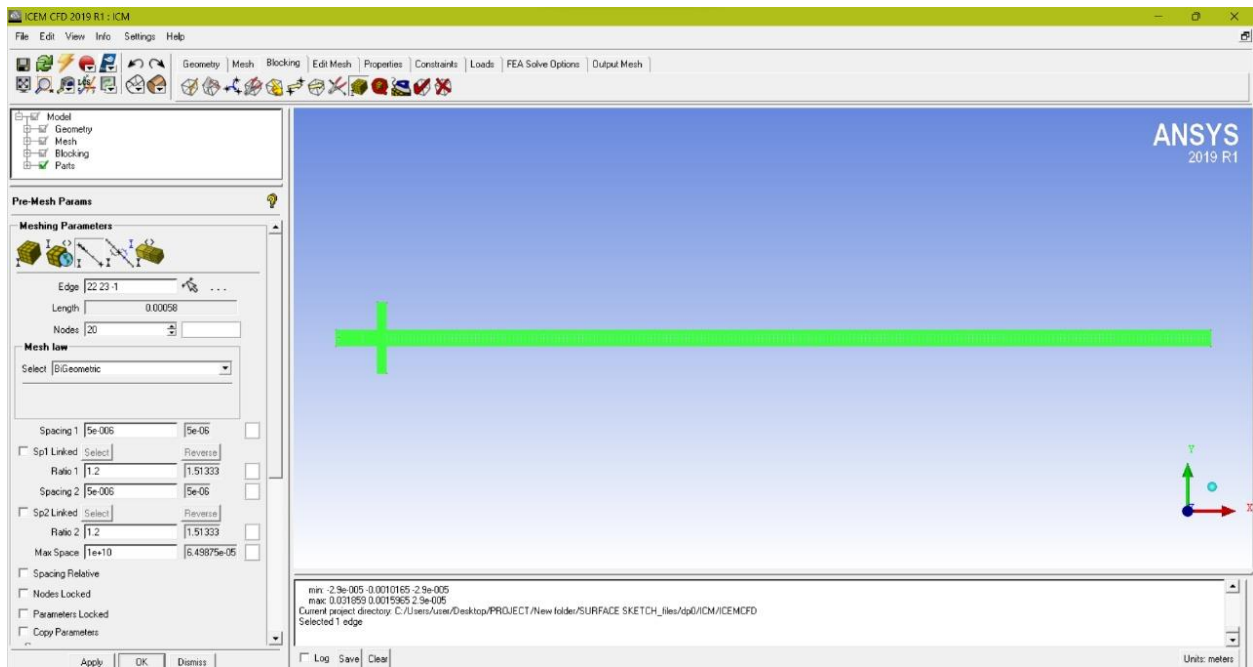 ICEM CFD 2019 R1 : ICM
File Edit View Info Settings Help
Geometry Mesh Blocking Edit Mesh Properties Constraints Loads FEA Solve Options Output Mesh
Model
Geometry
Mesh
Blocking
Parts
Pre-Mesh Params
Meshing Parameters
Edge 22 23 -1 ...
Length 0.00058
Nodes 20
Mesh law
Select BiGeometric
Spacing 1 5e-006 5e-06
Sp1 Linked Select Reverse
Ratio 1 1.2 1.51333
Spacing 2 5e-006 5e-06
Sp2 Linked Select Reverse
Ratio 2 1.2 1.51333
Max Space 1e+10 6.49875e-05
Spacing Relative
Nodes Locked
Parameters Locked
Copy Parameters
Apply OK Dismiss
ANSYS
2019 R1
Y
X
min: -2.9e-005 -0.0010165 -2.9e-005
max: 0.031859 0.0015965 2.9e-005
Current project directory: C:/Users/user/Desktop/PROJECT/New folder/SURFACE SKETCH_files/dp0/ICM/ICEMCFD
Selected 1 edge
Log Save Clear
Units: meters